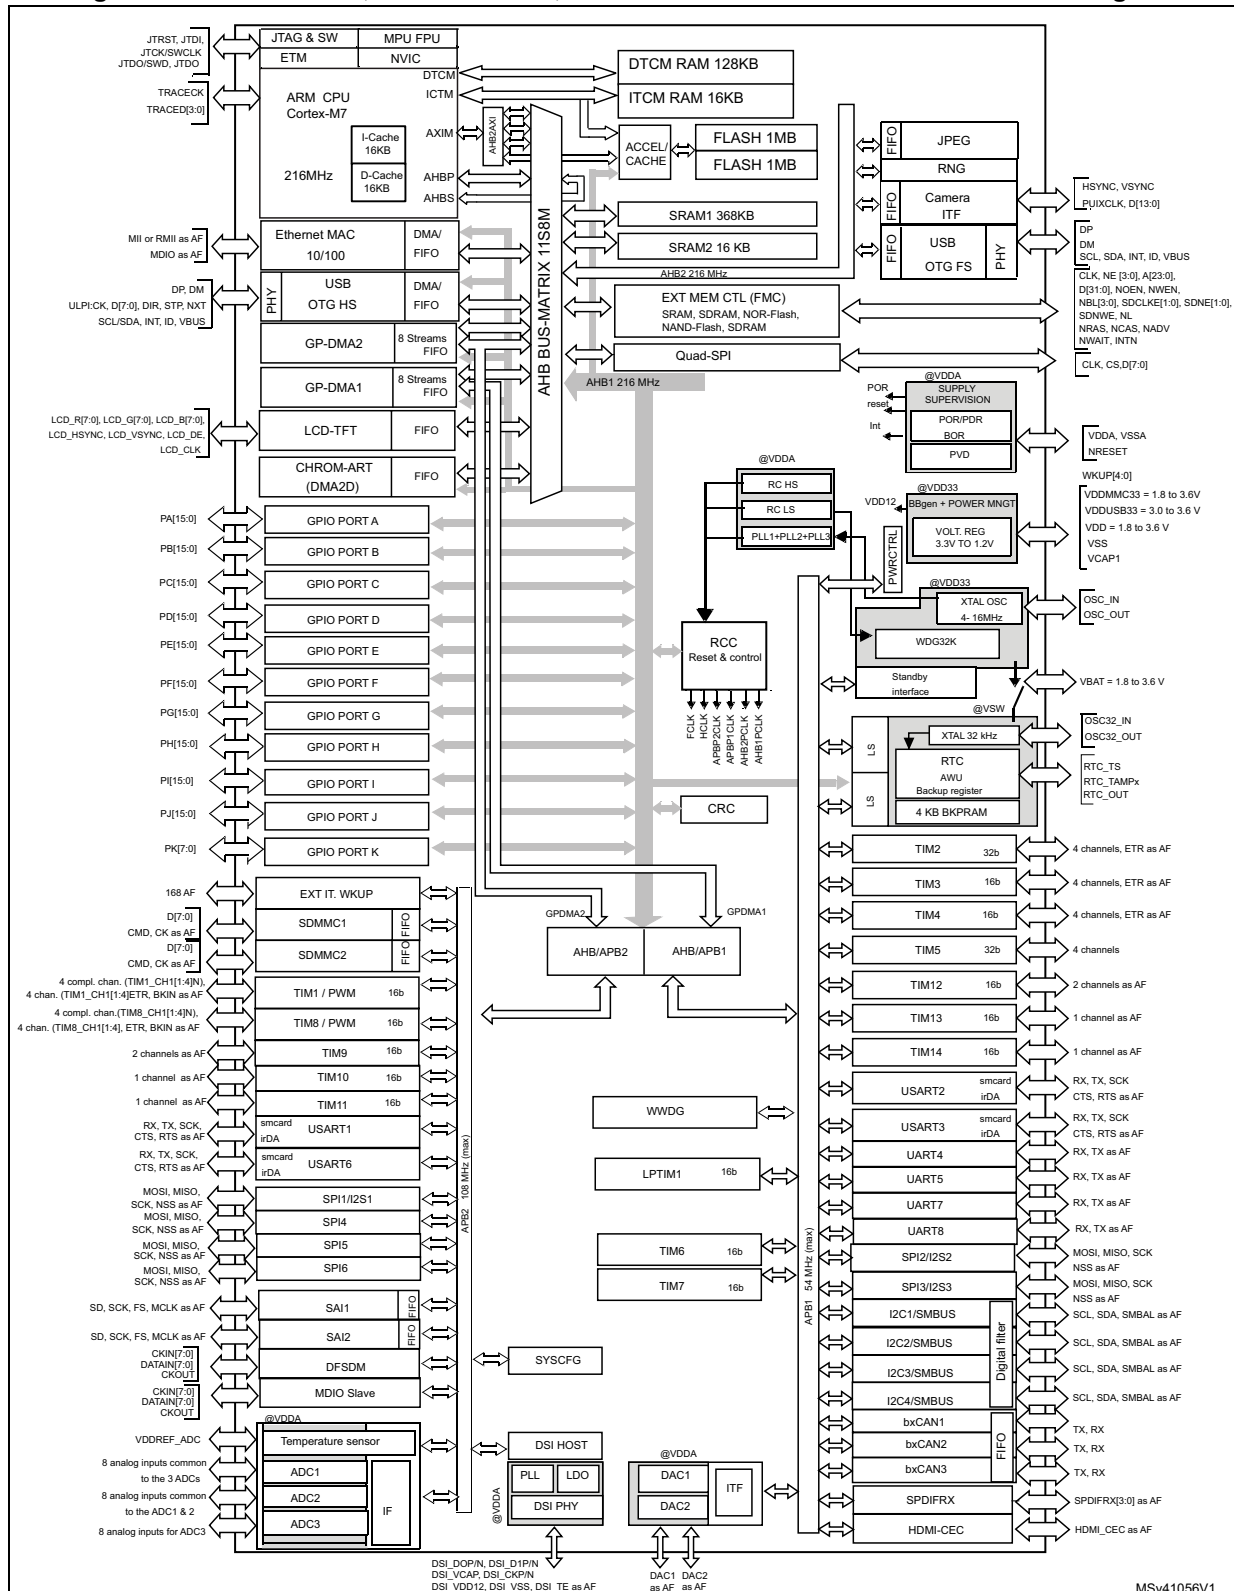 JTRST, JTDI,
JTCK/SWCLK
JTDO/SWD, JTDO
TRACECK
TRACED[3:0]
JTAG & SW
MPU FPU
ETM
NVIC
DTCM
ICTM
ARM CPU
Cortex-M7
AXIM
I-Cache
16KB
D-Cache
16KB
216MHz
AHBP
AHBS
AHB2AXI
AHB BUS-MATRIX 11S8M
DTCM RAM 128KB
ITCM RAM 16KB
ACCEL/
CACHE
FLASH 1MB
FLASH 1MB
SRAM1 368KB
SRAM2 16 KB
AHB2 216 MHz
EXT MEM CTL (FMC)
SRAM, SDRAM, NOR-Flash,
NAND-Flash, SDRAM
Quad-SPI
AHB1 216 MHz
FIFO
JPEG
RNG
FIFO
Camera
ITF
FIFO
USB
OTG FS
PHY
HSYNC, VSYNC
PUIXCLK, D[13:0]
DP
DM
SCL, SDA, INT, ID, VBUS
CLK, NE [3:0], A[23:0],
D[31:0], NOEN, NWEN,
NBL[3:0], SDCLKE[1:0], SDNE[1:0],
SDNWE, NL
NRAS, NCAS, NADV
NWAIT, INTN
CLK, CS,D[7:0]
MII or RMII as AF
MDIO as AF
Ethernet MAC
10/100
DMA/
FIFO
DP, DM
ULPI:CK, D[7:0], DIR, STP, NXT
SCL/SDA, INT, ID, VBUS
PHY
USB
OTG HS
DMA/
FIFO
GP-DMA2
8 Streams
FIFO
GP-DMA1
8 Streams
FIFO
LCD_R[7:0], LCD_G[7:0], LCD_B[7:0],
LCD_HSYNC, LCD_VSYNC, LCD_DE,
LCD_CLK
LCD-TFT
FIFO
CHROM-ART
(DMA2D)
FIFO
@VDDA
POR
reset
Int
SUPPLY
SUPERVISION
POR/PDR
BOR
PVD
VDDA, VSSA
NRESET
WKUP[4:0]
@VDDA
RC HS
RC LS
PLL1+PLL2+PLL3
@VDD33
VDD12
BBgen + POWER MNGT
VOLT. REG
3.3V TO 1.2V
VDDMMC33 = 1.8 to 3.6V
VDDUSB33 = 3.0 to 3.6 V
VDD = 1.8 to 3.6 V
VSS
VCAP1
PWRCTRL
@VDD33
XTAL OSC
4- 16MHz
WDG32K
OSC_IN
OSC_OUT
Standby
interface
VBAT = 1.8 to 3.6 V
@VSW
LS
LS
XTAL 32 kHz
RTC
AWU
Backup register
4 KB BKPRAM
OSC32_IN
OSC32_OUT
RTC_TS
RTC_TAMPx
RTC_OUT
RCC
Reset & control
FCLK
HCLK
APBP2CLK
APBP1CLK
AHB2PCLK
AHB1PCLK
CRC
PA[15:0]
GPIO PORT A
PB[15:0]
GPIO PORT B
PC[15:0]
GPIO PORT C
PD[15:0]
GPIO PORT D
PE[15:0]
GPIO PORT E
PF[15:0]
GPIO PORT F
PG[15:0]
GPIO PORT G
PH[15:0]
GPIO PORT H
PI[15:0]
GPIO PORT I
PJ[15:0]
GPIO PORT J
PK[7:0]
GPIO PORT K
GPDMA2
GPDMA1
AHB/APB2
AHB/APB1
168 AF
EXT IT. WKUP
D[7:0]
CMD, CK as AF
SDMMC1
FIFO
D[7:0]
CMD, CK as AF
SDMMC2
FIFO
4 compl. chan. (TIM1_CH1[1:4]N),
4 chan. (TIM1_CH1[1:4]ETR, BKIN as AF
TIM1 / PWM
16b
4 compl. chan.(TIM8_CH1[1:4]N),
4 chan. (TIM8_CH1[1:4], ETR, BKIN as AF
TIM8 / PWM
16b
2 channels as AF
TIM9
16b
1 channel as AF
TIM10
16b
1 channel as AF
TIM11
16b
RX, TX, SCK,
CTS, RTS as AF
smcard
irDA
USART1
RX, TX, SCK,
CTS, RTS as AF
smcard
irDA
USART6
MOSI, MISO,
SCK, NSS as AF
SPI1/I2S1
MOSI, MISO,
SCK, NSS as AF
SPI4
MOSI, MISO,
SCK, NSS as AF
SPI5
MOSI, MISO,
SCK, NSS as AF
SPI6
SD, SCK, FS, MCLK as AF
SAI1
FIFO
SD, SCK, FS, MCLK as AF
SAI2
FIFO
CKIN[7:0]
DATAIN[7:0]
CKOUT
DFSDM
CKIN[7:0]
DATAIN[7:0]
CKOUT
MDIO Slave
@VDDA
VDDREF_ADC
Temperature sensor
8 analog inputs common
to the 3 ADCs
ADC1
8 analog inputs common
to the ADC1 & 2
ADC2
8 analog inputs for ADC3
ADC3
IF
APB2 108 MHz (max)
WWDG
LPTIM1
16b
TIM6
16b
TIM7
16b
SYSCFG
DSI HOST
@VDDA
PLL
LDO
DSI PHY
DSI_DOP/N, DSI_D1P/N
DSI_VCAP, DSI_CKP/N
DSI_VDD12, DSI_VSS, DSI_TE as AF
@VDDA
DAC1
DAC2
ITF
DAC1
as AF
DAC2
as AF
APB1 54 MHz (max)
TIM2
32b
4 channels, ETR as AF
TIM3
16b
4 channels, ETR as AF
TIM4
16b
4 channels, ETR as AF
TIM5
32b
4 channels
TIM12
16b
2 channels as AF
TIM13
16b
1 channel as AF
TIM14
16b
1 channel as AF
USART2
smcard
irDA
RX, TX, SCK
CTS, RTS as AF
USART3
smcard
irDA
RX, TX, SCK
CTS, RTS as AF
UART4
RX, TX as AF
UART5
RX, TX as AF
UART7
RX, TX as AF
UART8
RX, TX as AF
SPI2/I2S2
MOSI, MISO, SCK
NSS as AF
SPI3/I2S3
MOSI, MISO, SCK
NSS as AF
I2C1/SMBUS
SCL, SDA, SMBAL as AF
I2C2/SMBUS
SCL, SDA, SMBAL as AF
I2C3/SMBUS
SCL, SDA, SMBAL as AF
I2C4/SMBUS
SCL, SDA, SMBAL as AF
Digital filter
bxCAN1
TX, RX
bxCAN2
TX, RX
bxCAN3
TX, RX
FIFO
SPDIFRX
SPDIFRX[3:0] as AF
HDMI-CEC
HDMI_CEC as AF
MSv41056V1